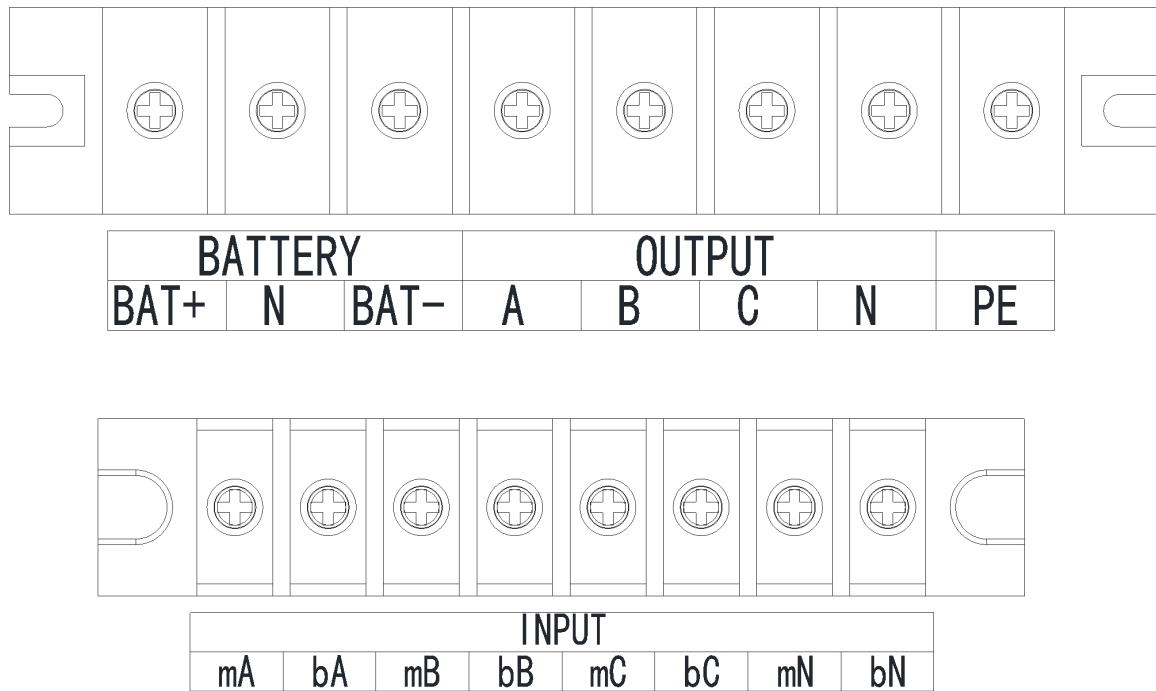 BATTERY OUTPUT
BAT+ N BAT- A B C N PE
INPUT
mA bA mB bB mC bC mN bN